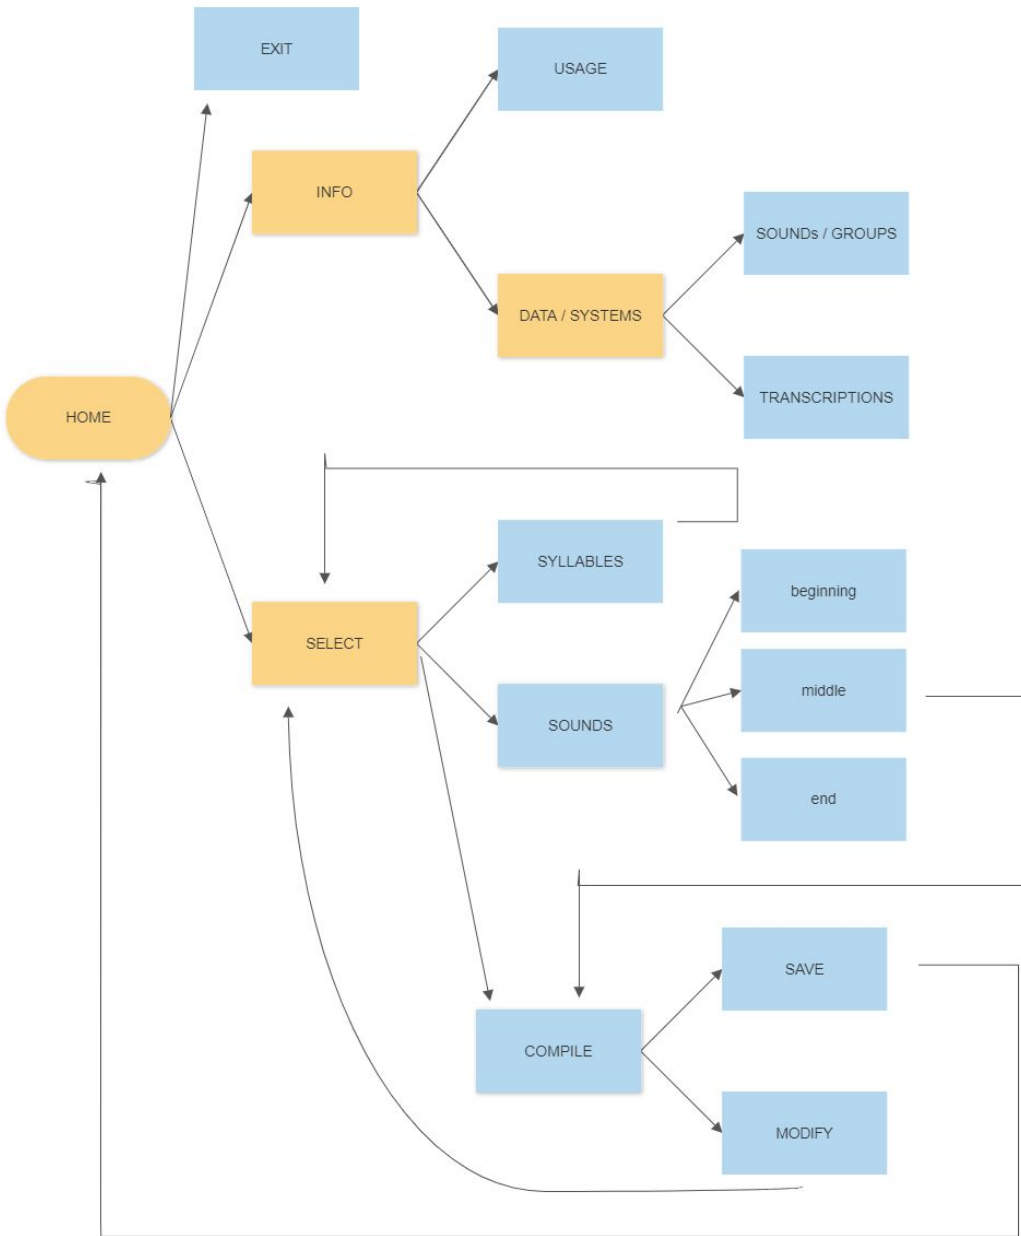 EXIT
USAGE
INFO
SOUNDs / GROUPS
DATA / SYSTEMS
TRANSCRIPTIONS
HOME
SYLLABLES
beginning
SELECT
middle
SOUNDS
end
SAVE
COMPILE
MODIFY